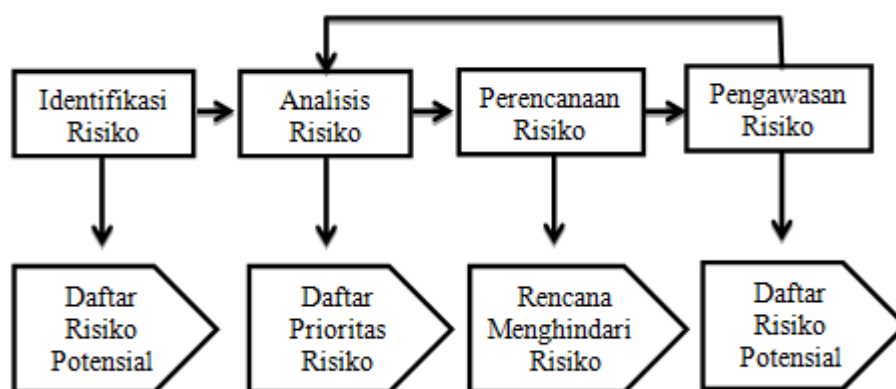 Identifikasi
Risiko
Analisis
Risiko
Perencanaan
Risiko
Pengawasan
Risiko
Daftar
Risiko
Potensial
Daftar
Prioritas
Risiko
Rencana
Menghindari
Risiko
Daftar
Risiko
Potensial